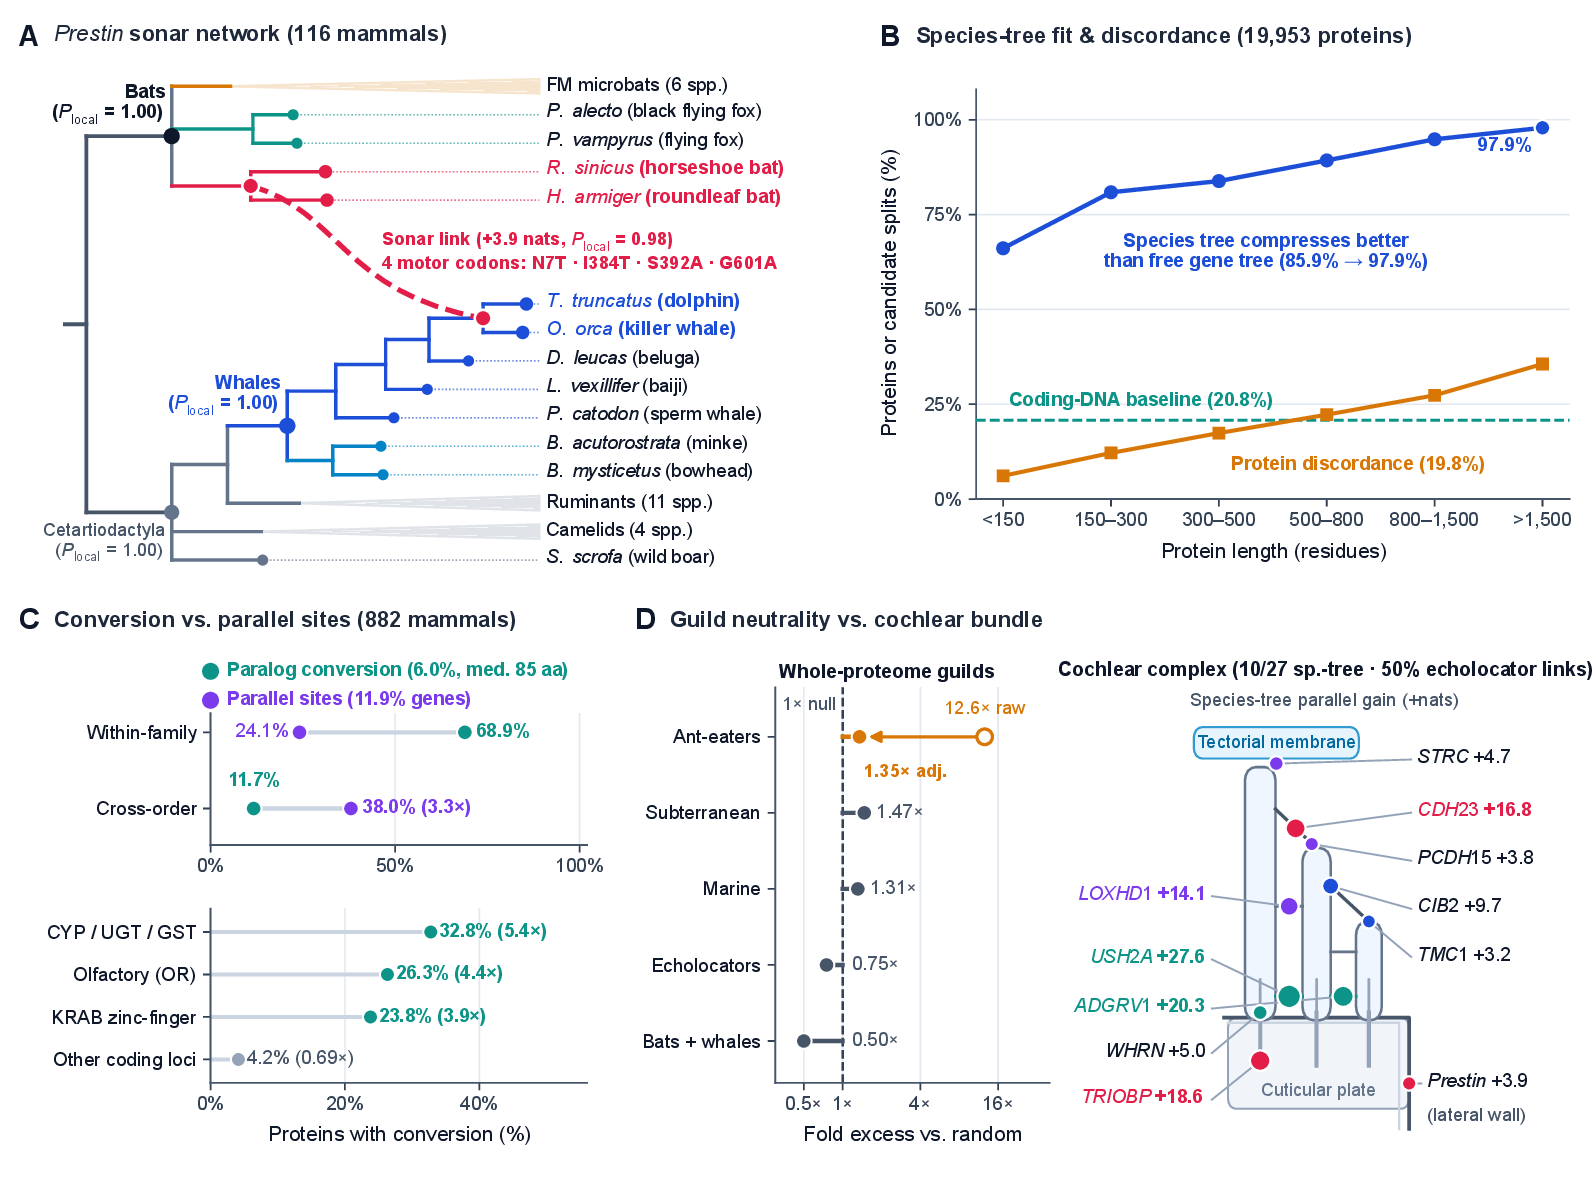 A Prestin sonar network (116 mammals)
Bats
(Plocal = 1.00)
FM microbats (6 spp.)
P. alecto (black flying fox)
P. vampyrus (flying fox)
R. sinicus (horseshoe bat)
H. armiger (roundleaf bat)
Sonar link (+3.9 nats, Plocal = 0.98)
4 motor codons: N7T · I384T · S392A · G601A
T. truncatus (dolphin)
O. orca (killer whale)
D. leucas (beluga)
L. vexillifer (baiji)
Whales
(Plocal = 1.00)
P. catodon (sperm whale)
B. acutorostrata (minke)
B. mysticetus (bowhead)
Ruminants (11 spp.)
Cetartiodactyla
(Plocal = 1.00)
Camelids (4 spp.)
S. scrofa (wild boar)
B Species-tree fit & discordance (19,953 proteins)
Proteins or candidate splits (%)
100%
75%
50%
25%
0%
97.9%
Species tree compresses better
than free gene tree (85.9% → 97.9%)
Coding-DNA baseline (20.8%)
Protein discordance (19.8%)
<150 150–300 300–500 500–800 800–1,500 >1,500
Protein length (residues)
C Conversion vs. parallel sites (882 mammals)
Paralog conversion (6.0%, med. 85 aa)
Parallel sites (11.9% genes)
Within-family 24.1% 68.9%
11.7%
Cross-order 38.0% (3.3×)
0% 50% 100%
CYP / UGT / GST 32.8% (5.4×)
Olfactory (OR) 26.3% (4.4×)
KRAB zinc-finger 23.8% (3.9×)
Other coding loci 4.2% (0.69×)
0% 20% 40%
Proteins with conversion (%)
D Guild neutrality vs. cochlear bundle
Whole-proteome guilds
1× null
12.6× raw
Ant-eaters
1.35× adj.
Subterranean 1.47×
Marine 1.31×
Echolocators 0.75×
Bats + whales 0.50×
0.5× 1× 4× 16×
Fold excess vs. random
Cochlear complex (10/27 sp.-tree · 50% echolocator links)
Species-tree parallel gain (+nats)
Tectorial membrane
STRC +4.7
CDH23 +16.8
PCDH15 +3.8
LOXHD1 +14.1
CIB2 +9.7
USH2A +27.6
TMC1 +3.2
ADGRV1 +20.3
WHRN +5.0
TRIOBP +18.6
Cuticular plate
Prestin +3.9
(lateral wall)